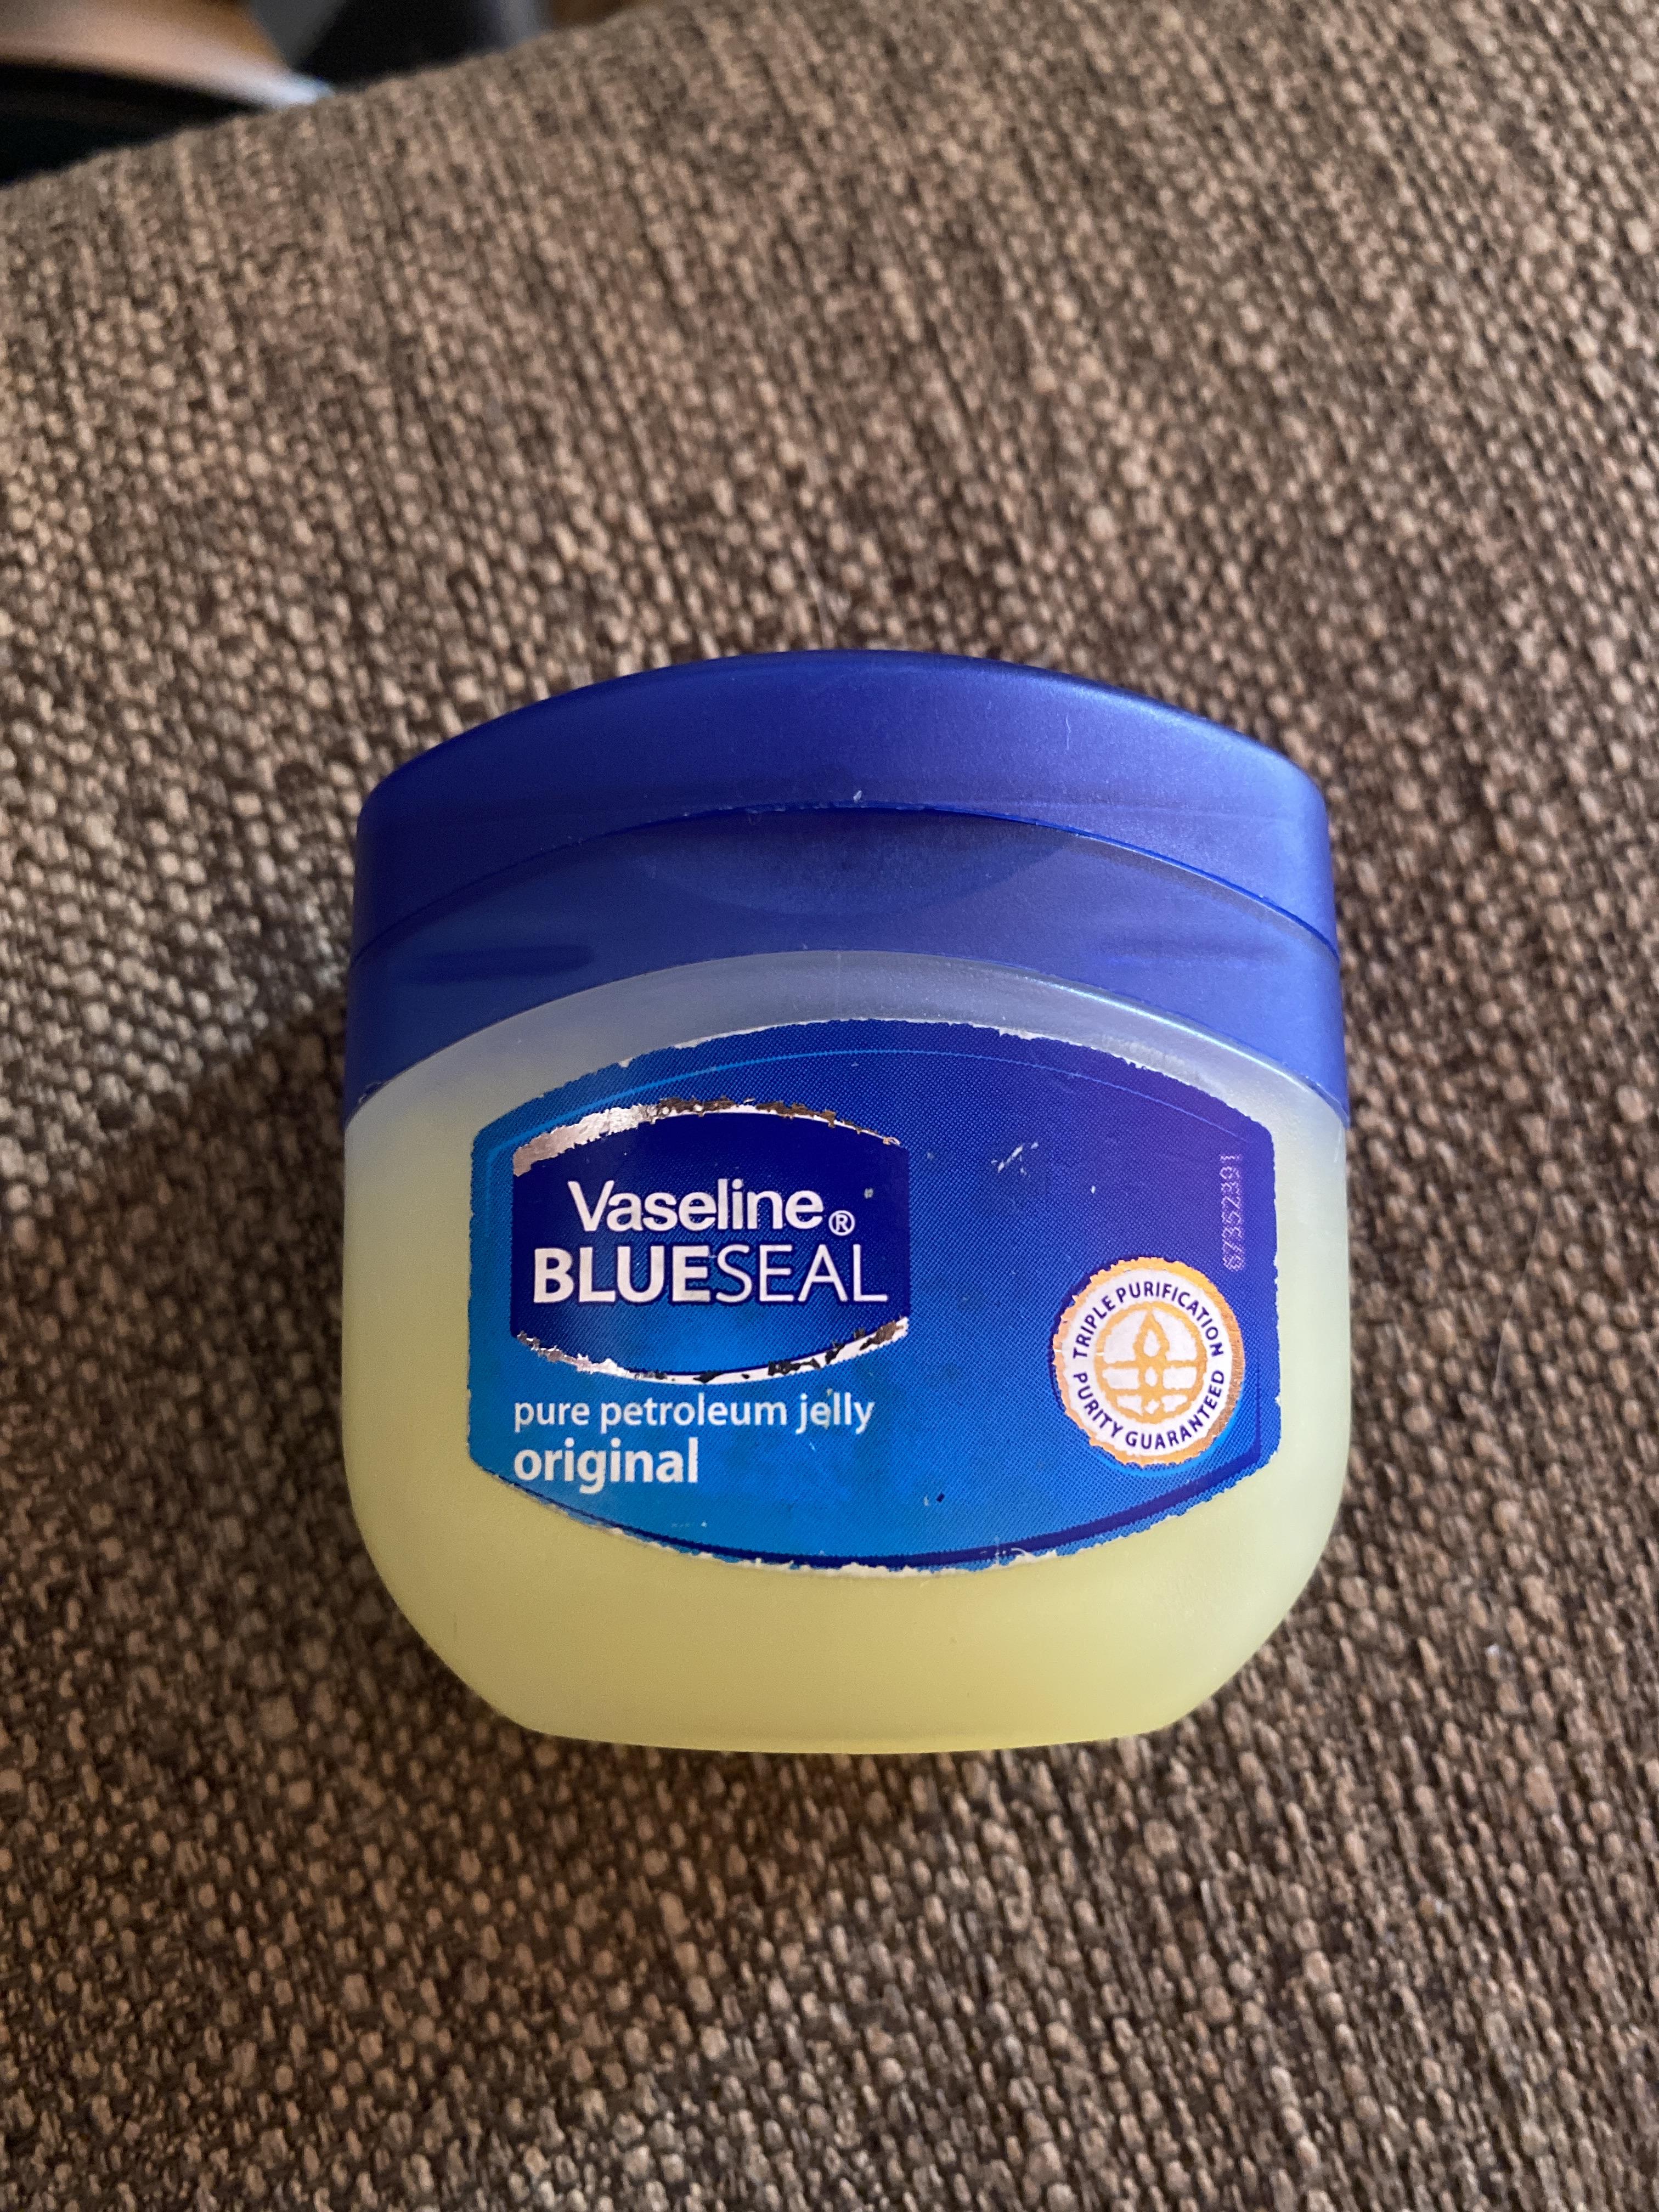 Vaseline®
BLUESEAL
pure petroleum jelly
original
67352391
TRIPLE PURIFICATION
PURITY GUARANTEED